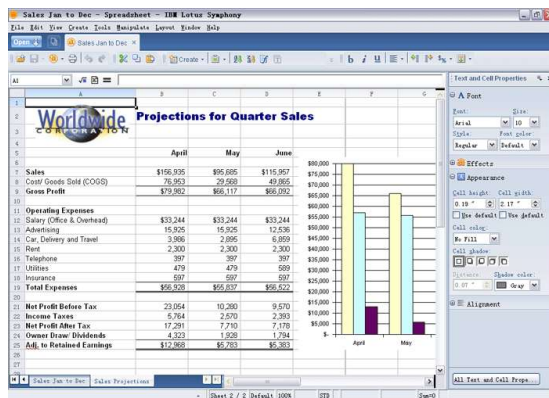 Sales Jan to Dec - Spreadsheet - IBM Lotus Symphony
File Edit View Create Tools Manipulate Layout Window Help
Open Sales Jan to Dec ×
Create
b i U
A1
A B C D E F G
Worldwide
CORPORATION
Projections for Quarter Sales
April May June
Sales $156,935 $95,685 $115,957
Cost/ Goods Sold (COGS) 76,953 29,568 49,865
Gross Profit $79,982 $66,117 $66,092
Operating Expenses
Salary (Office & Overhead) $33,244 $33,244 $33,244
Advertising 15,925 15,925 12,536
Car, Delivery and Travel 3,986 2,895 6,859
Rent 2,300 2,300 2,300
Telephone 397 397 397
Utilities 479 479 589
Insurance 597 597 597
Total Expenses $56,928 $55,837 $56,522
Net Profit Before Tax 23,054 10,280 9,570
Income Taxes 5,764 2,570 2,393
Net Profit After Tax 17,291 7,710 7,178
Owner Draw/ Dividends 4,323 1,928 1,794
Adj. to Retained Earnings $12,968 $5,783 $5,383
$80,000
$75,000
$70,000
$65,000
$60,000
$55,000
$50,000
$45,000
$40,000
$35,000
$30,000
$25,000
$20,000
$15,000
$10,000
$5,000
$-
April May
Text and Cell Properties
A Font
Font: Size:
Arial 10
Style: Font color:
Regular Default
Effects
Appearance
Cell height: Cell width:
0.19 " 2.17 "
Use default Use default
Cell color:
No Fill
Cell shadow
Distance: Shadow color:
0.07 " Gray
Alignment
All Text and Cell Prope...
Sales Jan to Dec Sales Projections
Sheet 2 / 2 Default 100% STD Sum=0